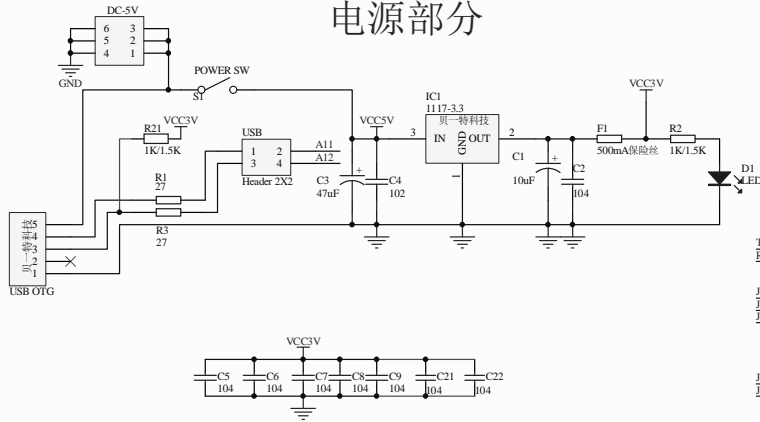 电源部分
DC-5V
6 3
5 2
4 1
GND
POWER SW
S1
R21
VCC3V
1K/1.5K
USB
1 2
3 4
Header 2X2
A11
A12
R1
27
R3
27
贝一特科技
5
4
3
2
1
USB OTG
VCC5V
C3
47uF
C4
102
IC1
1117-3.3
贝一特科技
3
IN
GND
OUT
2
1
C1
10uF
C2
104
F1
500mA保险丝
VCC3V
R2
1K/1.5K
D1
LED
VCC3V
C5
104
C6
104
C7
104
C8
104
C9
104
C21
104
C22
104